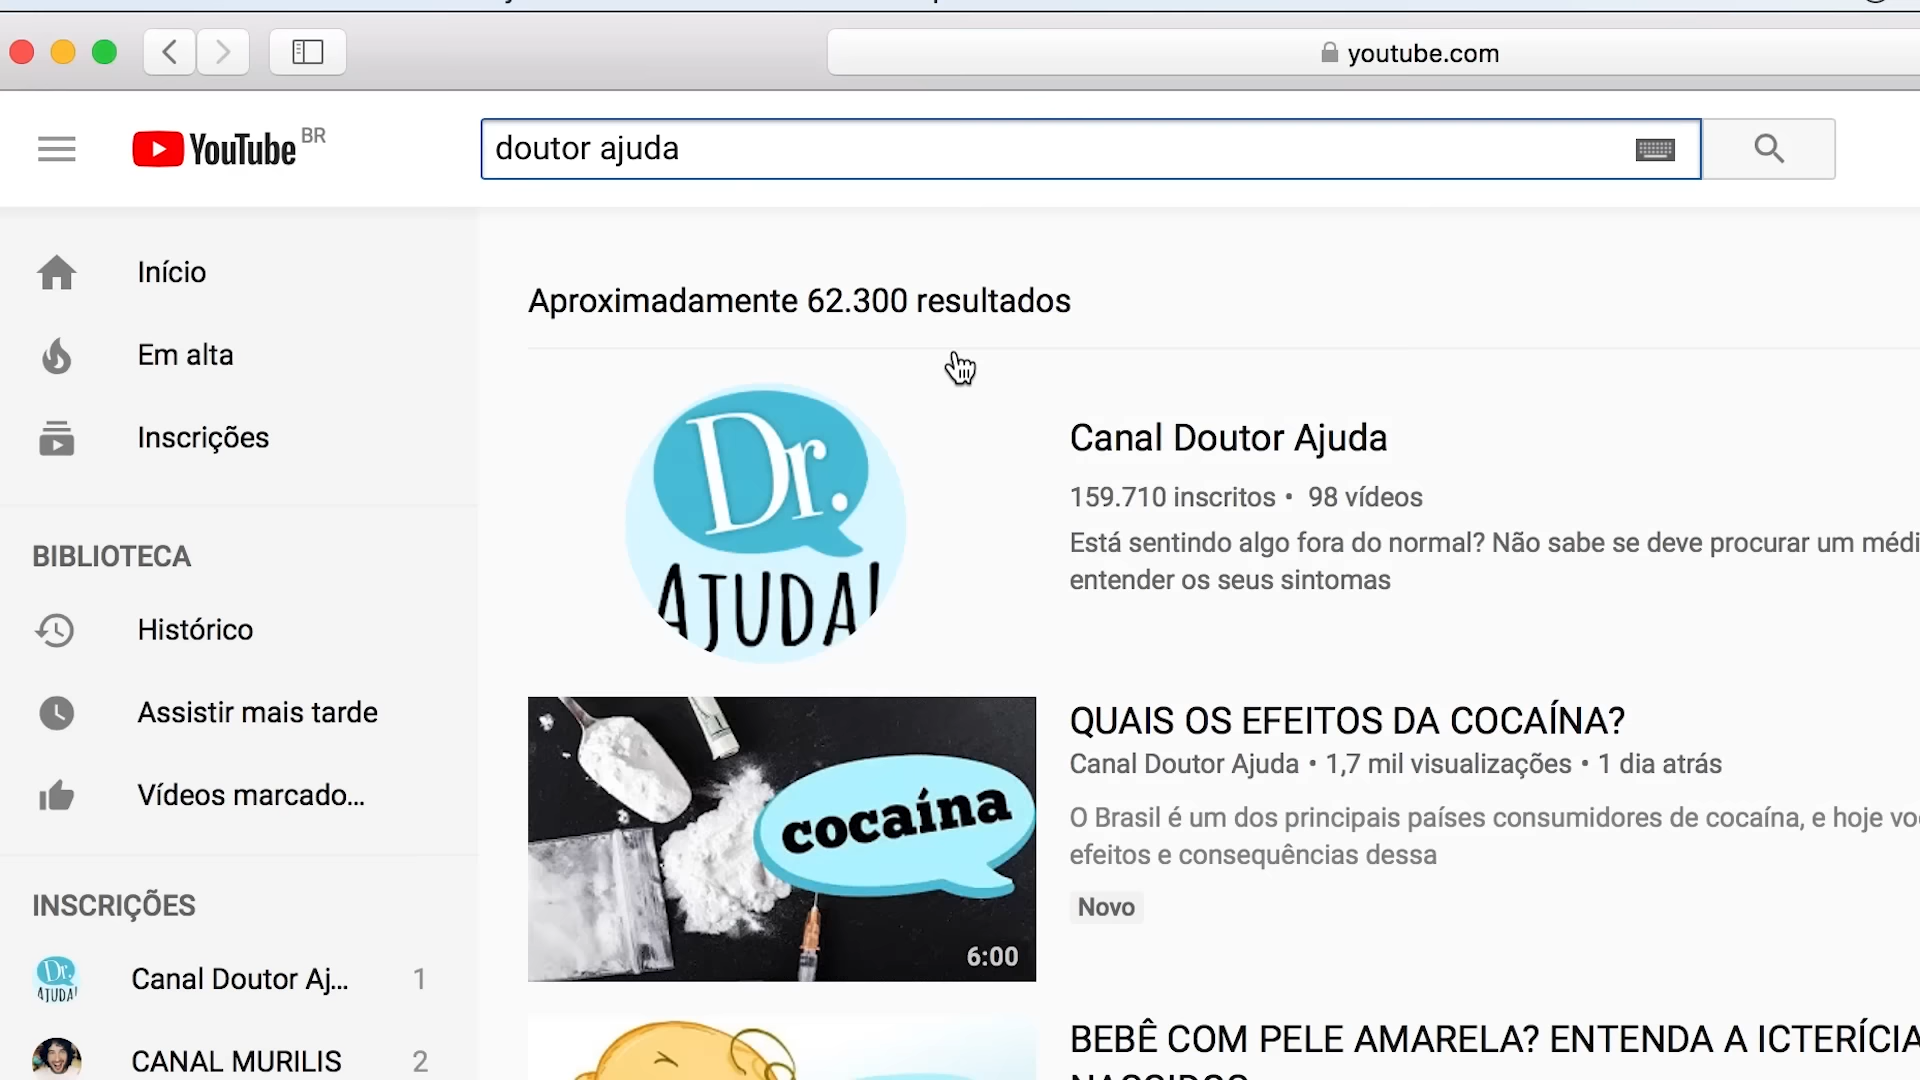 youtube.com
YouTube BR
doutor ajuda
Início
Em alta
Inscrições
BIBLIOTECA
Histórico
Assistir mais tarde
Vídeos marcado...
INSCRIÇÕES
Canal Doutor Aj... 1
CANAL MURILIS 2
Aproximadamente 62.300 resultados
Dr.
AJUDA!
Canal Doutor Ajuda
159.710 inscritos • 98 vídeos
Está sentindo algo fora do normal? Não sabe se deve procurar um médi
entender os seus sintomas
cocaína
6:00
QUAIS OS EFEITOS DA COCAÍNA?
Canal Doutor Ajuda • 1,7 mil visualizações • 1 dia atrás
O Brasil é um dos principais países consumidores de cocaína, e hoje vo
efeitos e consequências dessa
Novo
BEBÊ COM PELE AMARELA? ENTENDA A ICTERÍCIA
Dr.
AJUDA!